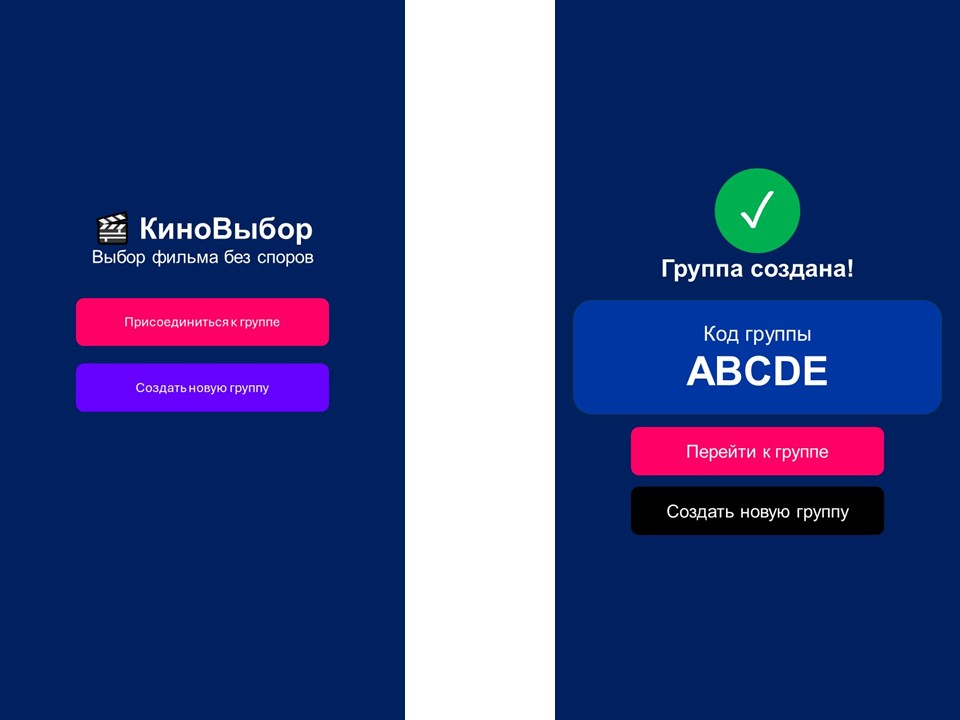 КиноВыбор
Выбор фильма без споров
Присоединиться к группе
Создать новую группу
Группа создана!
Код группы
ABCDE
Перейти к группе
Создать новую группу